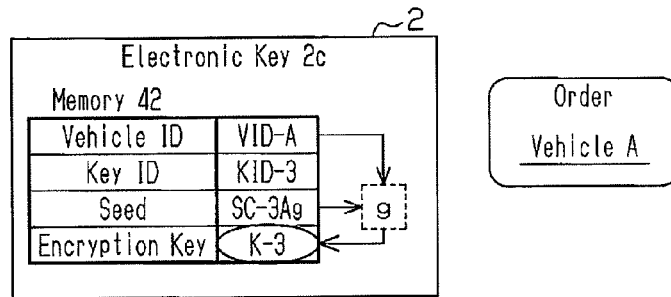 2
Electronic Key 2c
Memory 42
Vehicle ID VID-A
Key ID KID-3
Seed SC-3Ag
Encryption Key K-3
g
Order
Vehicle A